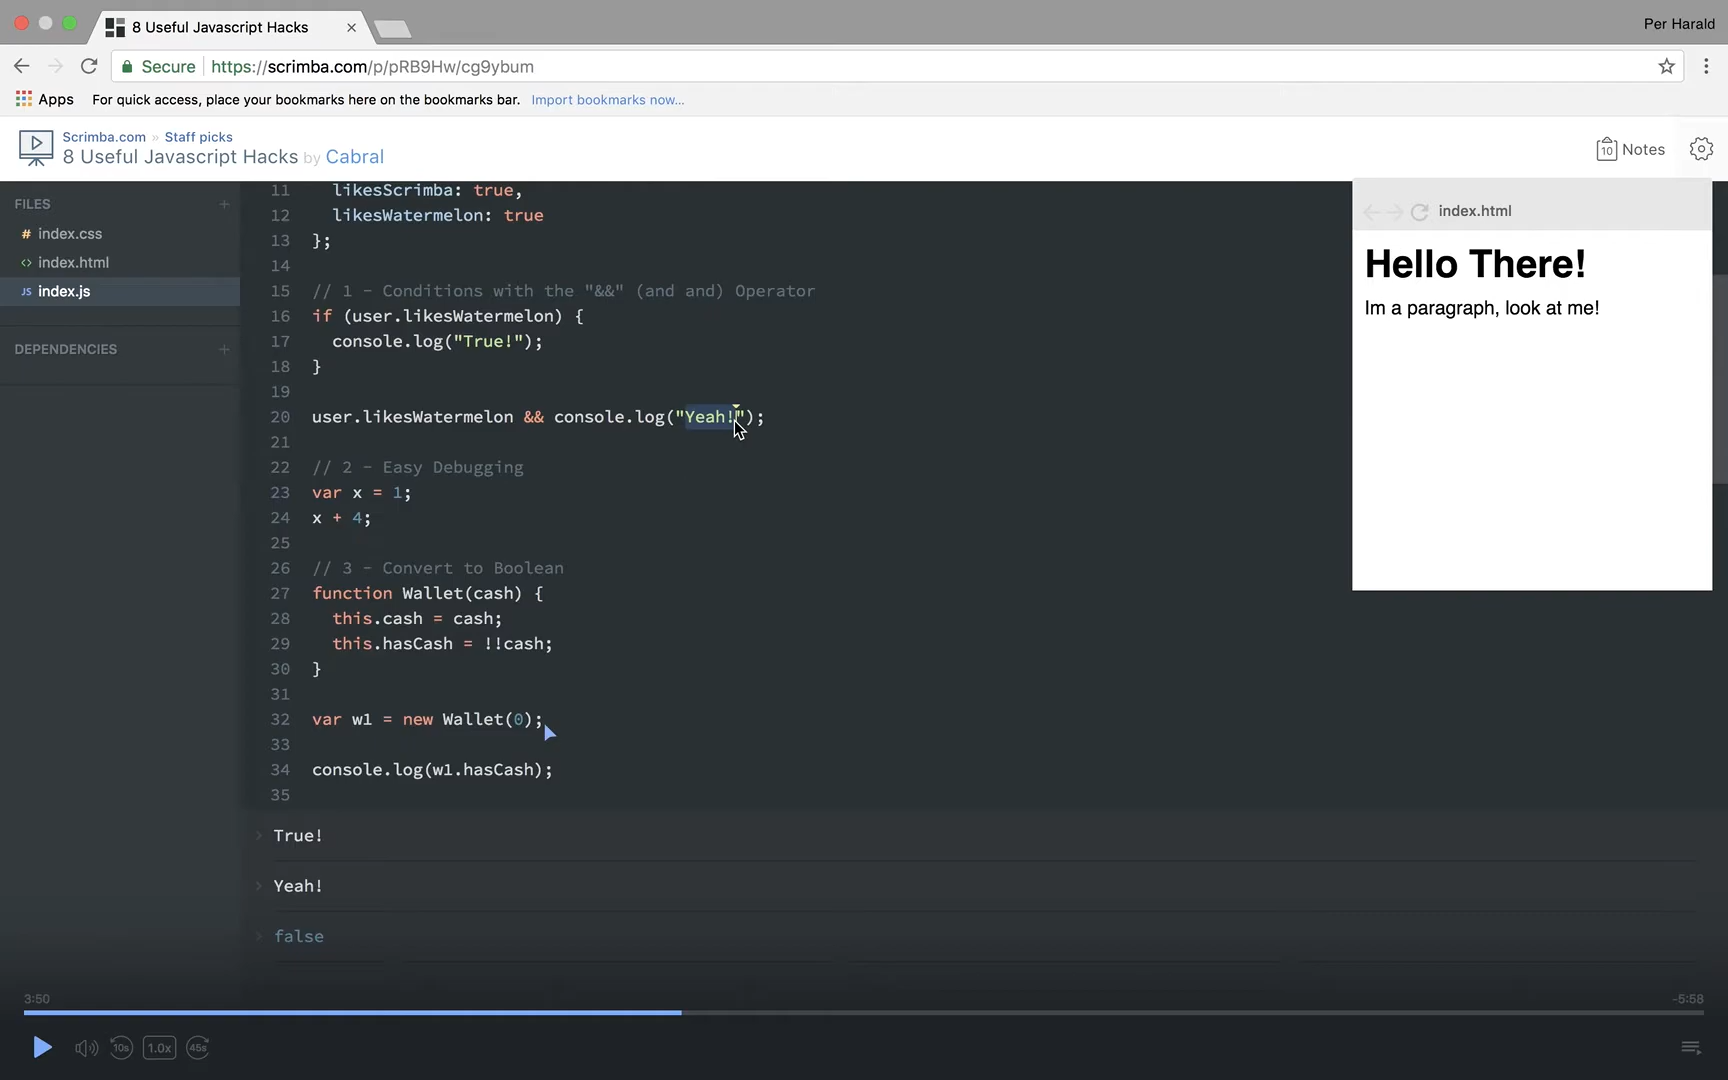 8 Useful Javascript Hacks
Per Harald
Secure https://scrimba.com/p/pRB9Hw/cg9ybum
Apps For quick access, place your bookmarks here on the bookmarks bar. Import bookmarks now...
Scrimba.com » Staff picks
8 Useful Javascript Hacks by Cabral
10 Notes
FILES +
# index.css
<> index.html
JS index.js
DEPENDENCIES +
11 likesScrimba: true,
12 likesWatermelon: true
13 };
14
15 // 1 - Conditions with the "&&" (and and) Operator
16 if (user.likesWatermelon) {
17 console.log("True!");
18 }
19
20 user.likesWatermelon && console.log("Yeah!");
21
22 // 2 - Easy Debugging
23 var x = 1;
24 x + 4;
25
26 // 3 - Convert to Boolean
27 function Wallet(cash) {
28 this.cash = cash;
29 this.hasCash = !!cash;
30 }
31
32 var w1 = new Wallet(0);
33
34 console.log(w1.hasCash);
35
index.html
Hello There!
Im a paragraph, look at me!
> True!
> Yeah!
> false
3:50 -5:58
10s 1.0x 45s